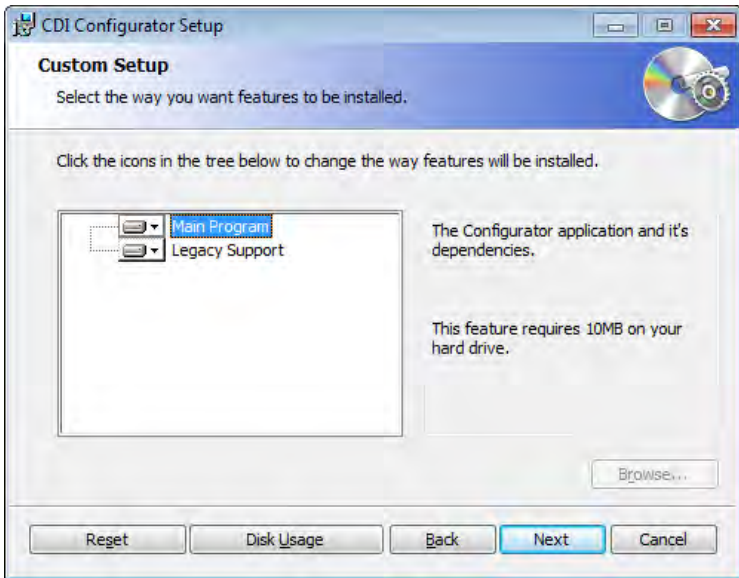 CDI Configurator Setup
Custom Setup
Select the way you want features to be installed.
Click the icons in the tree below to change the way features will be installed.
Main Program
Legacy Support
The Configurator application and it's
dependencies.
This feature requires 10MB on your
hard drive.
Browse...
Reset
Disk Usage
Back
Next
Cancel